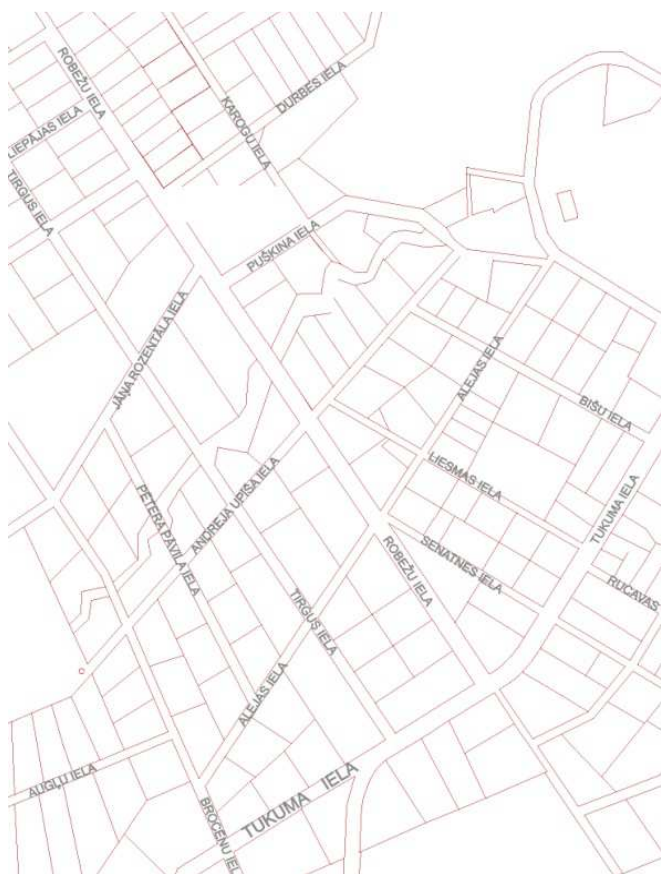 ROBEŽU IELA
DURBES IELA
KAROGU IELA
LIEPĀJAS IELA
TIRGUS IELA
PUŠKINA IELA
JĀŅA ROZENTĀLA IELA
ALEJAS IELA
BIŠU IELA
LIESMAS IELA
ANDREJA UPĪŠA IELA
PĒTERA PĀVILA IELA
TUKUMA IELA
SENATNES IELA
ROBEŽU IELA
RUCAVAS
TIRGUS IELA
ALEJAS IELA
AUGĻU IELA
TUKUMA IELA
BROCĒNU IEL